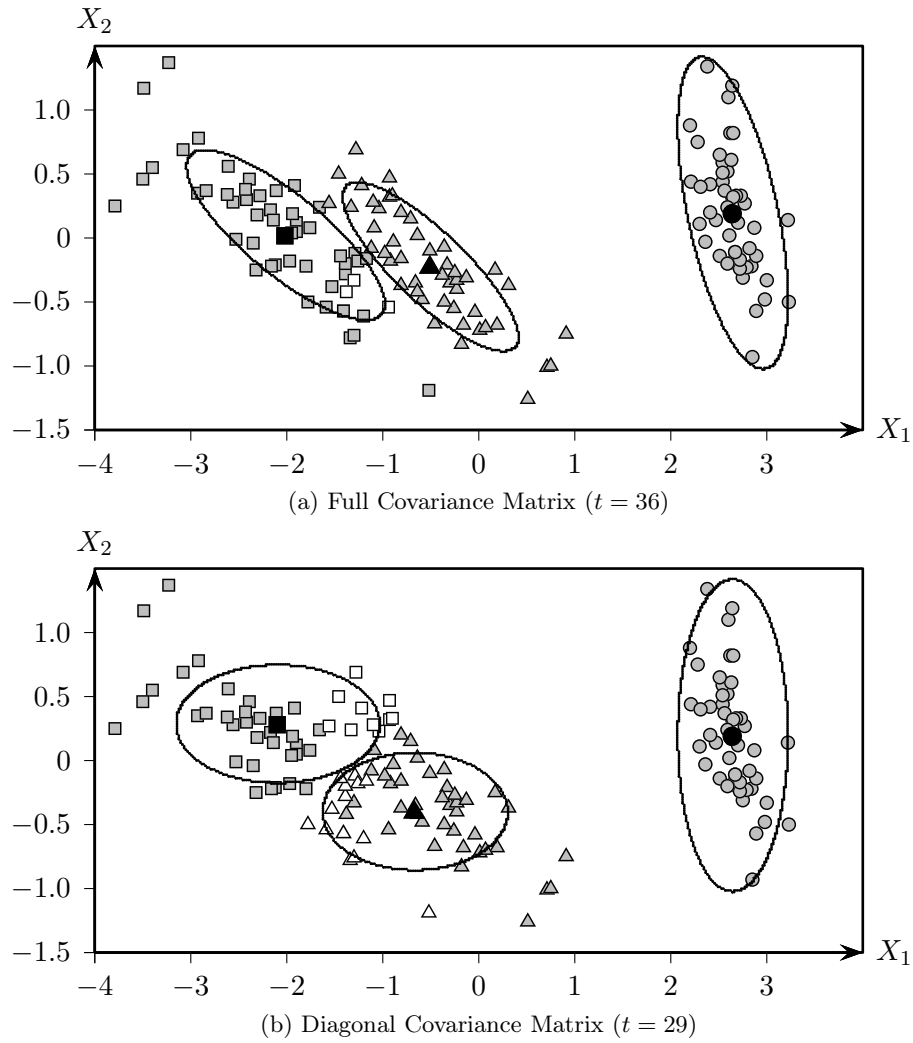 X2
1.0
0.5
0
−0.5
−1.0
−1.5
−4 −3 −2 −1 0 1 2 3
X1
(a) Full Covariance Matrix (t = 36)
X2
1.0
0.5
0
−0.5
−1.0
−1.5
−4 −3 −2 −1 0 1 2 3
X1
(b) Diagonal Covariance Matrix (t = 29)